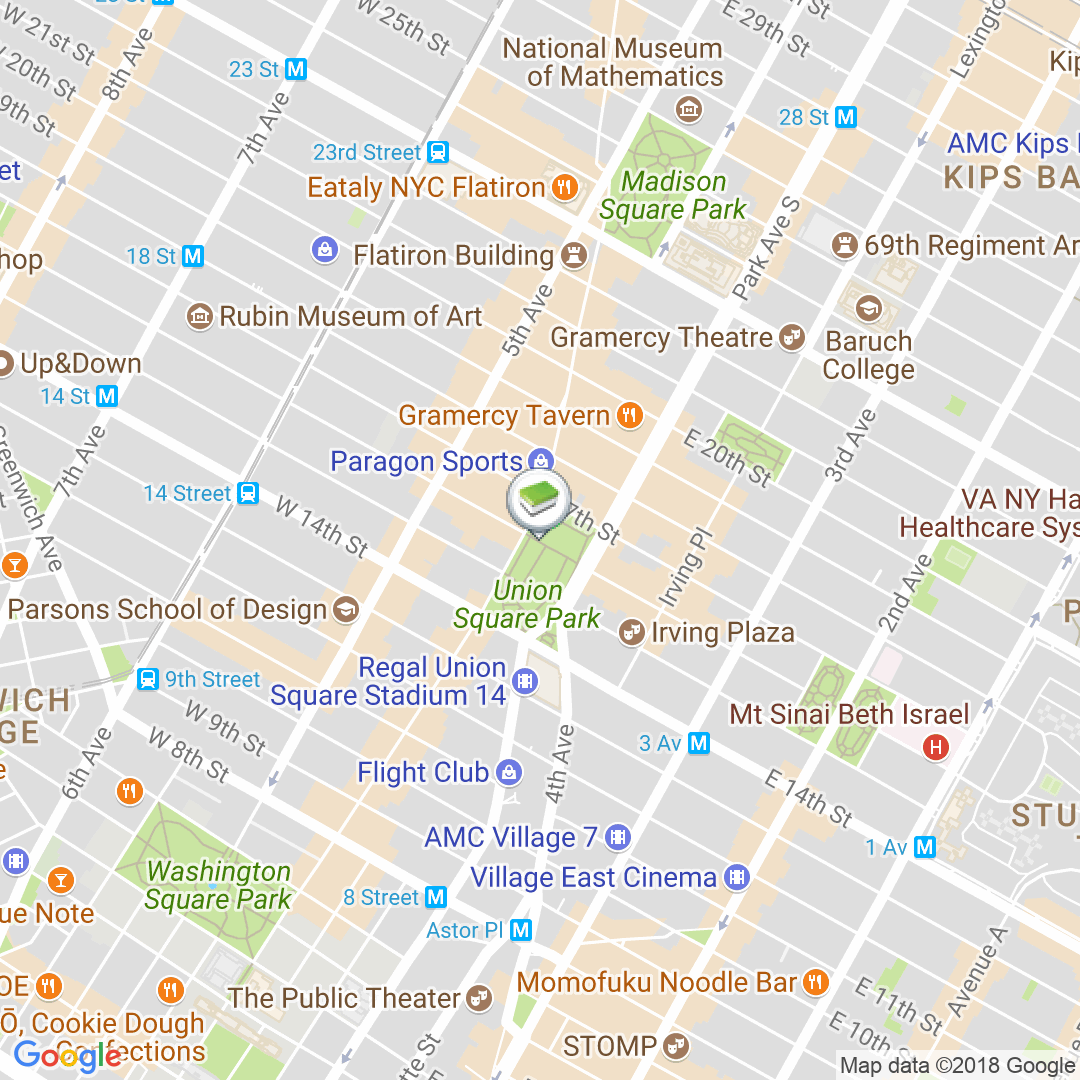 W 21st St
W 20th St
9th St
8th Ave
23 St M
W 25th St
W 26th St
7th Ave
23rd Street
National Museum
of Mathematics
E 29th St
Lexing
Kip
28 St M
AMC Kips
KIPS BA
Eataly NYC Flatiron
Madison
Square Park
Park Ave S
et
hop
18 St M
Flatiron Building
69th Regiment Ar
Rubin Museum of Art
5th Ave
Gramercy Theatre
Baruch
College
Up&Down
14 St M
Gramercy Tavern
E 20th St
3rd Ave
Paragon Sports
Greenwich Ave
7th Ave
14 Street
W 14th St
7th St
VA NY Ha
Healthcare Sys
Irving Pl
2nd Ave
Union
Square Park
Parsons School of Design
Irving Plaza
P
9th Street
Regal Union
Square Stadium 14
WICH
GE
W 9th St
W 8th St
6th Ave
Mt Sinai Beth Israel
H
3 Av M
Flight Club
4th Ave
E 14th St
STU
AMC Village 7
1 Av M
Village East Cinema
Washington
Square Park
8 Street M
ue Note
Astor Pl M
Avenue A
OE
Momofuku Noodle Bar
E 11th St
The Public Theater
Ō, Cookie Dough
Confections
E 10th St
tte St
STOMP
Google
Map data ©2018 Google